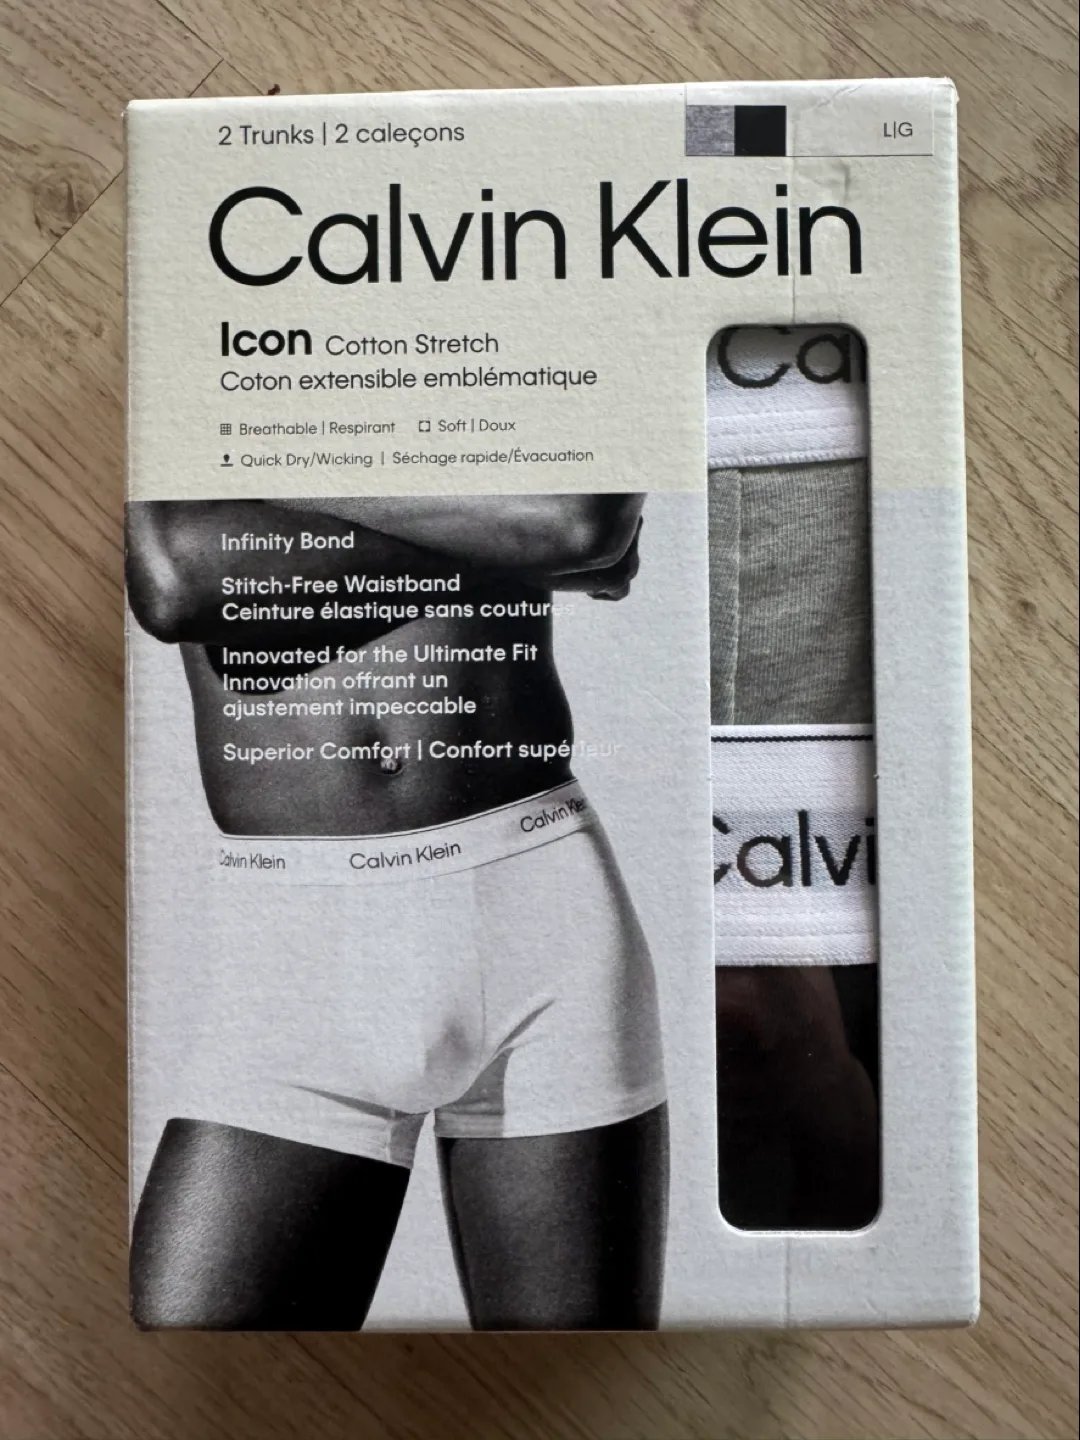 2 Trunks | 2 caleçons
L|G
Calvin Klein
Icon Cotton Stretch
Coton extensible emblématique
Breathable | Respirant Soft | Doux
Quick Dry/Wicking | Séchage rapide/Évacuation
Infinity Bond
Stitch-Free Waistband
Ceinture élastique sans coutures
Innovated for the Ultimate Fit
Innovation offrant un
ajustement impeccable
Superior Comfort | Confort supérieur
Calvin Klein Calvin Klein Calvin Klein
Ca
Calvi